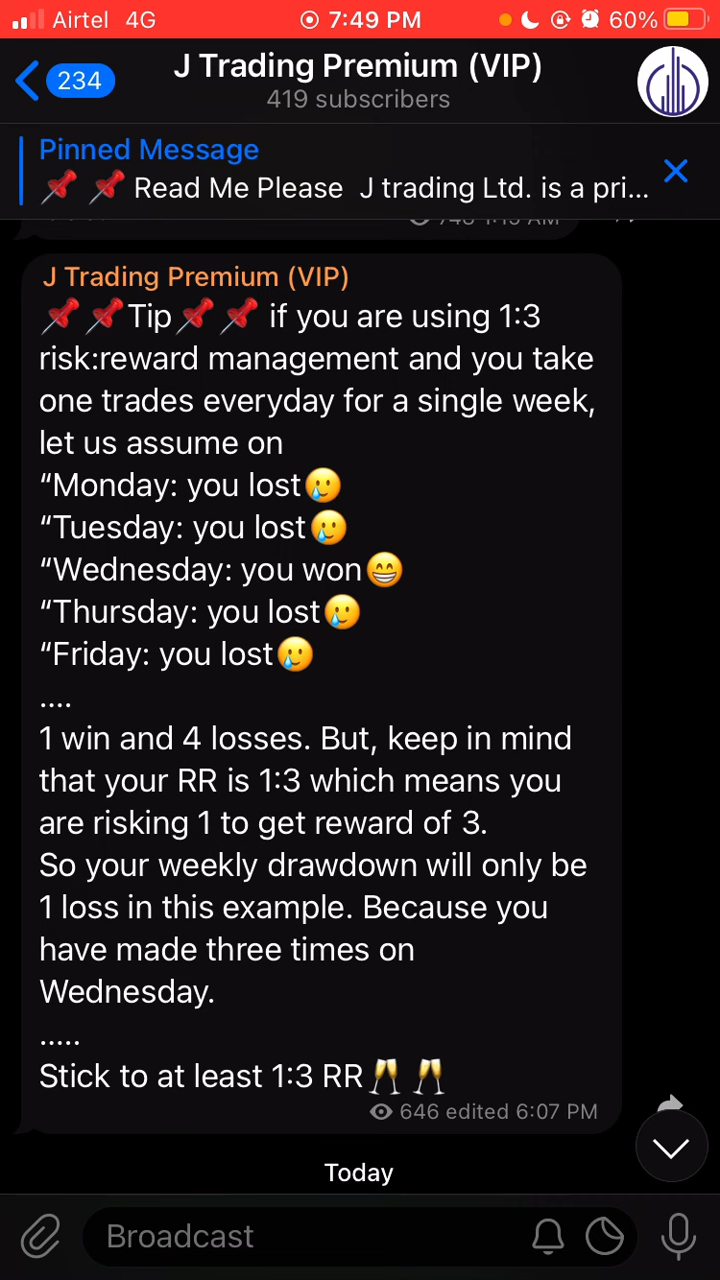 Airtel 4G 7:49 PM 60%
234 J Trading Premium (VIP)
419 subscribers
Pinned Message
📌 📌 Read Me Please J trading Ltd. is a pri...
J Trading Premium (VIP)
📌📌Tip📌📌 if you are using 1:3
risk:reward management and you take
one trades everyday for a single week,
let us assume on
“Monday: you lost🥲
“Tuesday: you lost🥲
“Wednesday: you won😁
“Thursday: you lost🥲
“Friday: you lost🥲
....
1 win and 4 losses. But, keep in mind
that your RR is 1:3 which means you
are risking 1 to get reward of 3.
So your weekly drawdown will only be
1 loss in this example. Because you
have made three times on
Wednesday.
.....
Stick to at least 1:3 RR🥂 🥂
646 edited 6:07 PM
Today
Broadcast